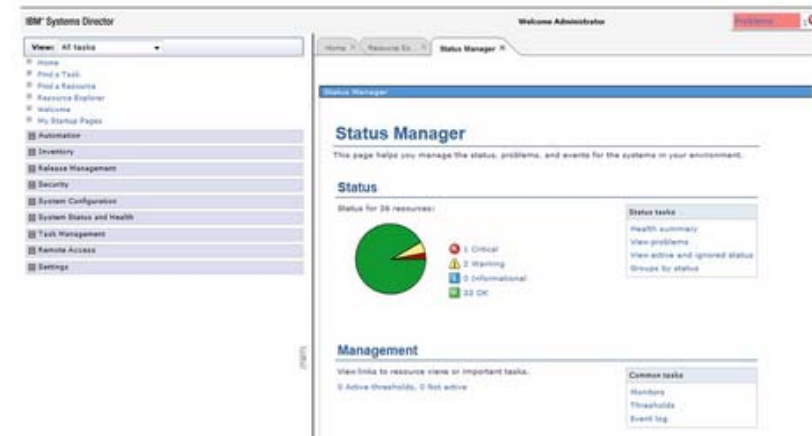 IBM® Systems Director
Welcome Administrator
Problems
View: All tasks
Home
Find a Task
Find a Resource
Resource Explorer
Welcome
My Startup Pages
Automation
Inventory
Release Management
Security
System Configuration
System Status and Health
Task Management
Remote Access
Settings
Home X
Resource Ex... X
Status Manager X
Status Manager
Status Manager
This page helps you manage the status, problems, and events for the systems in your environment.
Status
Status for 36 resources:
1 Critical
2 Warning
0 Informational
33 OK
Status tasks
Health summary
View problems
View active and ignored status
Groups by status
Management
View links to resource views or important tasks.
0 Active thresholds, 0 Not active
Common tasks
Monitors
Thresholds
Event log